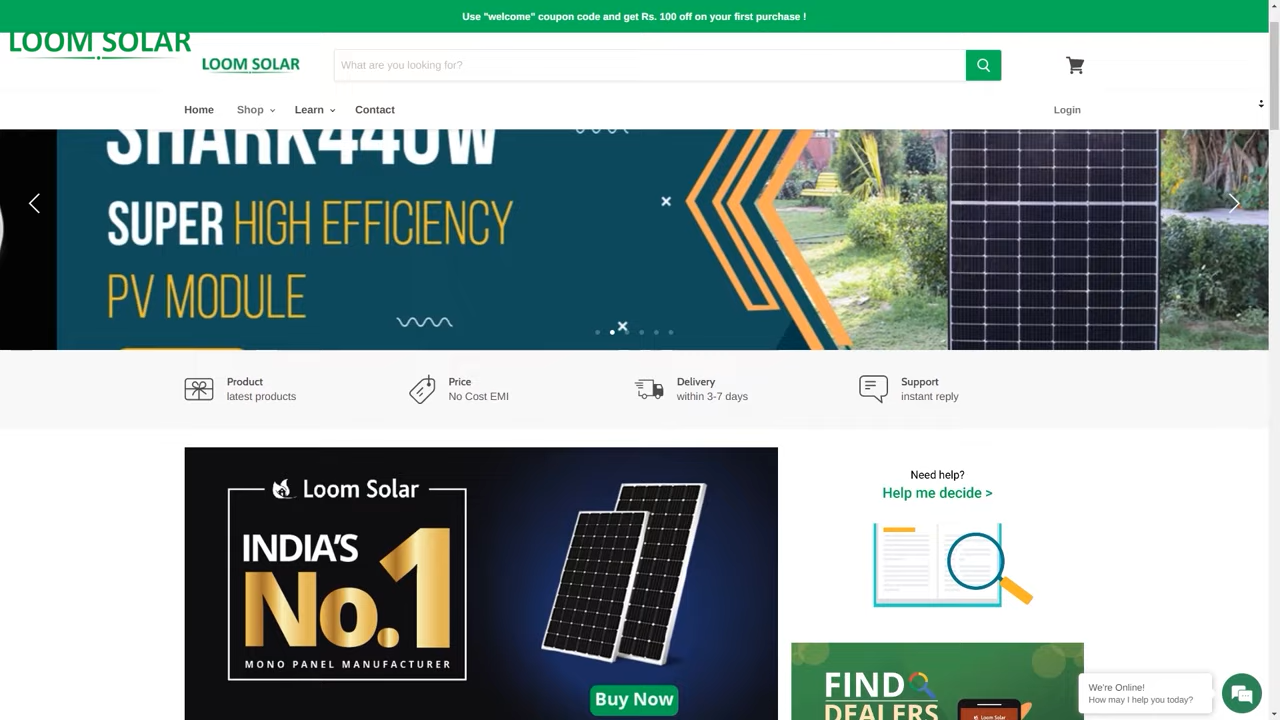 Use "welcome" coupon code and get Rs. 100 off on your first purchase !
LOOM SOLAR
LOOM SOLAR
What are you looking for?
Home
Shop
Learn
Contact
Login
SHARK440W
SUPER HIGH EFFICIENCY
PV MODULE
Product
latest products
Price
No Cost EMI
Delivery
within 3-7 days
Support
instant reply
Loom Solar
INDIA'S
No.1
MONO PANEL MANUFACTURER
Buy Now
Need help?
Help me decide >
FIND
DEALERS
Loom Solar
We're Online!
How may I help you today?